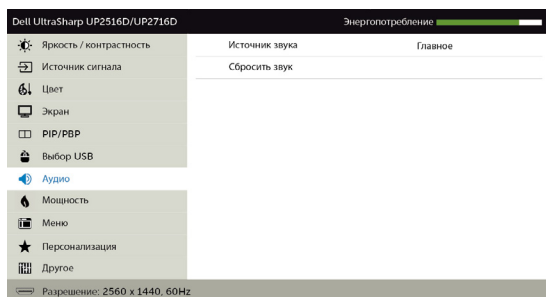 Dell UltraSharp UP2516D/UP2716D Энергопотребление
Яркость / контрастность Источник звука Главное
Источник сигнала Сбросить звук
Цвет
Экран
PIP/PBP
Выбор USB
Аудио
Мощность
Меню
Персонализация
Другое
Разрешение: 2560 x 1440, 60Hz